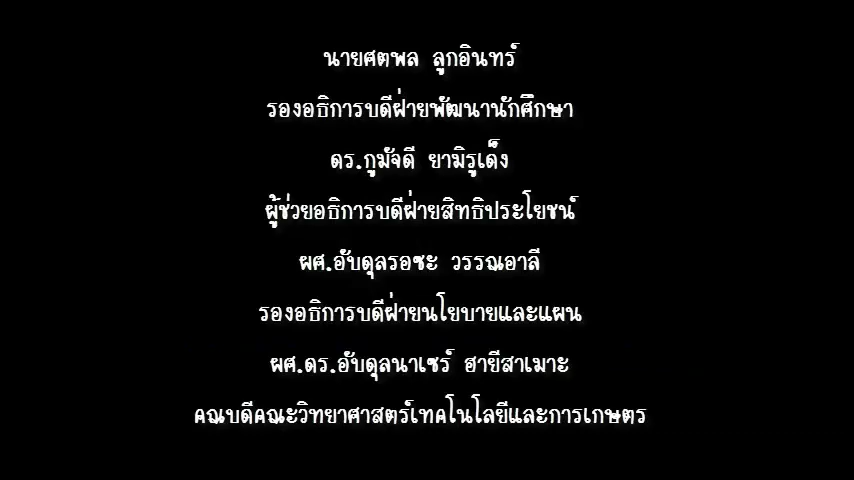 นายศตพล ลูกอินทร์
รองอธิการบดีฝ่ายพัฒนานักศึกษา
ดร.กูมัจดี ยามิรูเด็ง
ผู้ช่วยอธิการบดีฝ่ายสิทธิประโยชน์
ผศ.อับดุลรอซะ วรรณอาลี
รองอธิการบดีฝ่ายนโยบายและแผน
ผศ.ดร.อับดุลนาเซร์ ฮายีสาเมาะ
คณบดีคณะวิทยาศาสตร์เทคโนโลยีและการเกษตร